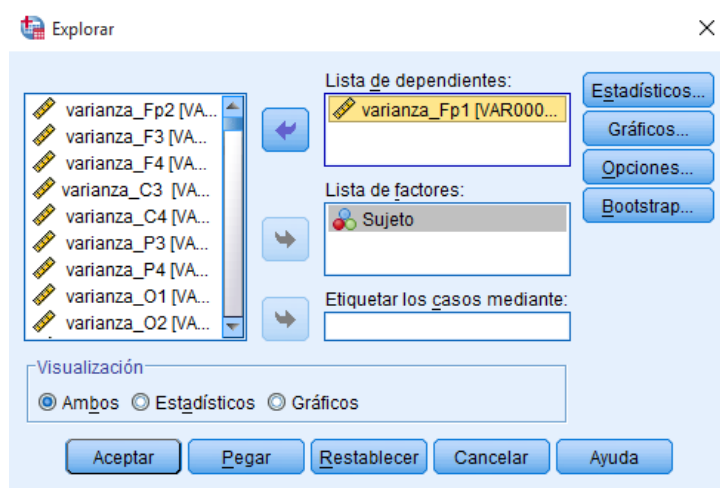 Explorar
varianza_Fp2 [VA...
varianza_F3 [VA...
varianza_F4 [VA...
varianza_C3 [VA...
varianza_C4 [VA...
varianza_P3 [VA...
varianza_P4 [VA...
varianza_O1 [VA...
varianza_O2 [VA...
Lista de dependientes:
varianza_Fp1 [VAR000...
Lista de factores:
Sujeto
Etiquetar los casos mediante:
Estadísticos...
Gráficos...
Opciones...
Bootstrap...
Visualización
Ambos Estadísticos Gráficos
Aceptar Pegar Restablecer Cancelar Ayuda